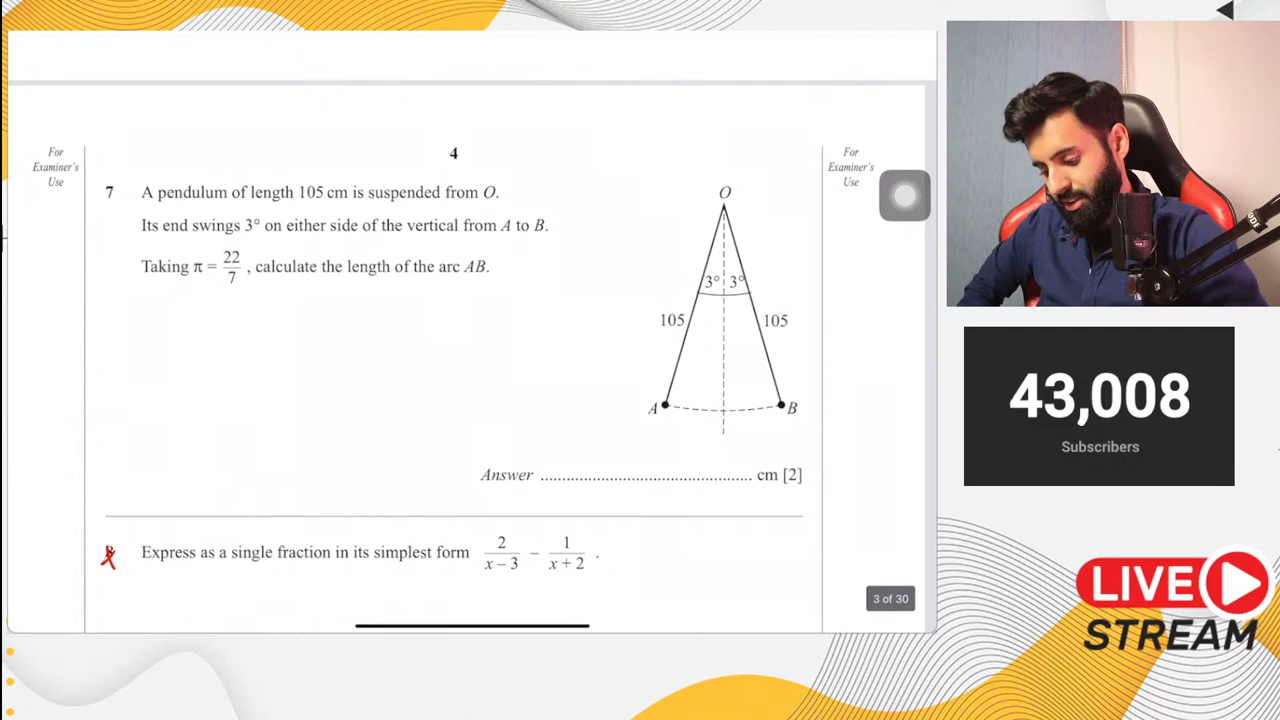 For
Examiner's
Use
4
For
Examiner's
Use
7 A pendulum of length 105 cm is suspended from O.
Its end swings 3° on either side of the vertical from A to B.
Taking π = 22/7 , calculate the length of the arc AB.
O
3° 3°
105 105
A B
Answer ................................................. cm [2]
Express as a single fraction in its simplest form 2/(x – 3) – 1/(x + 2) .
3 of 30
43,008
Subscribers
LIVE
STREAM